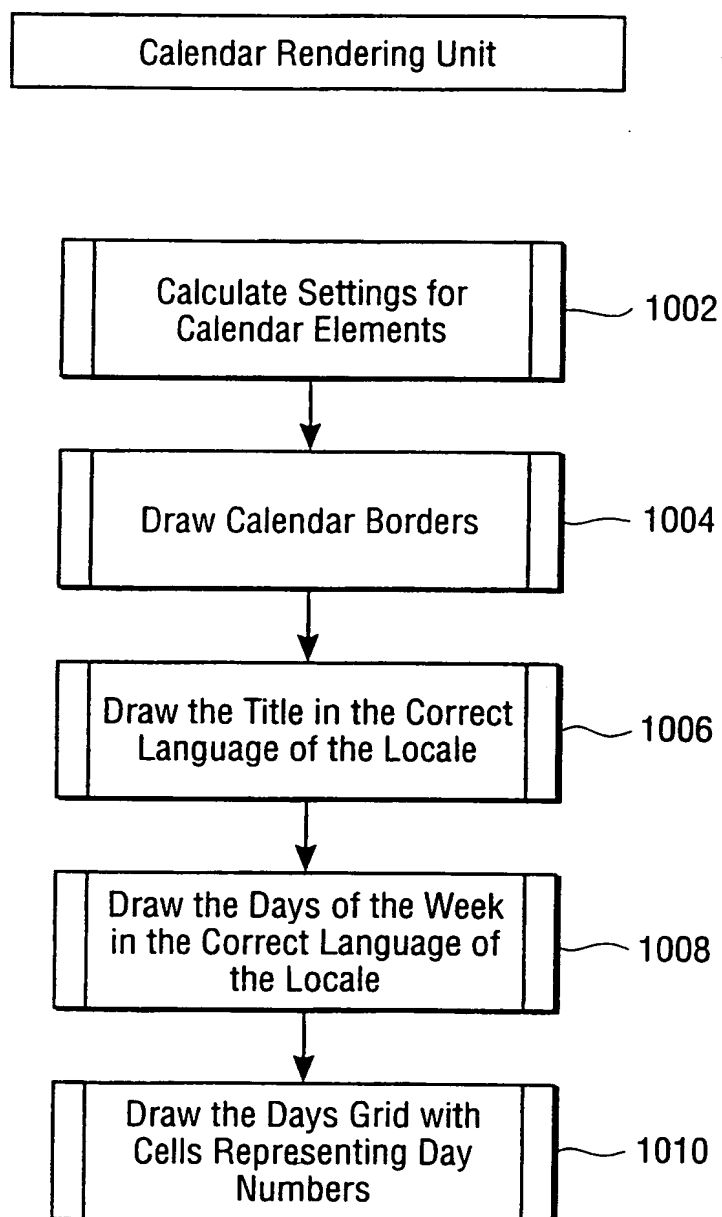 Calendar Rendering Unit
Calculate Settings for
Calendar Elements
1002
Draw Calendar Borders
1004
Draw the Title in the Correct
Language of the Locale
1006
Draw the Days of the Week
in the Correct Language of
the Locale
1008
Draw the Days Grid with
Cells Representing Day
Numbers
1010